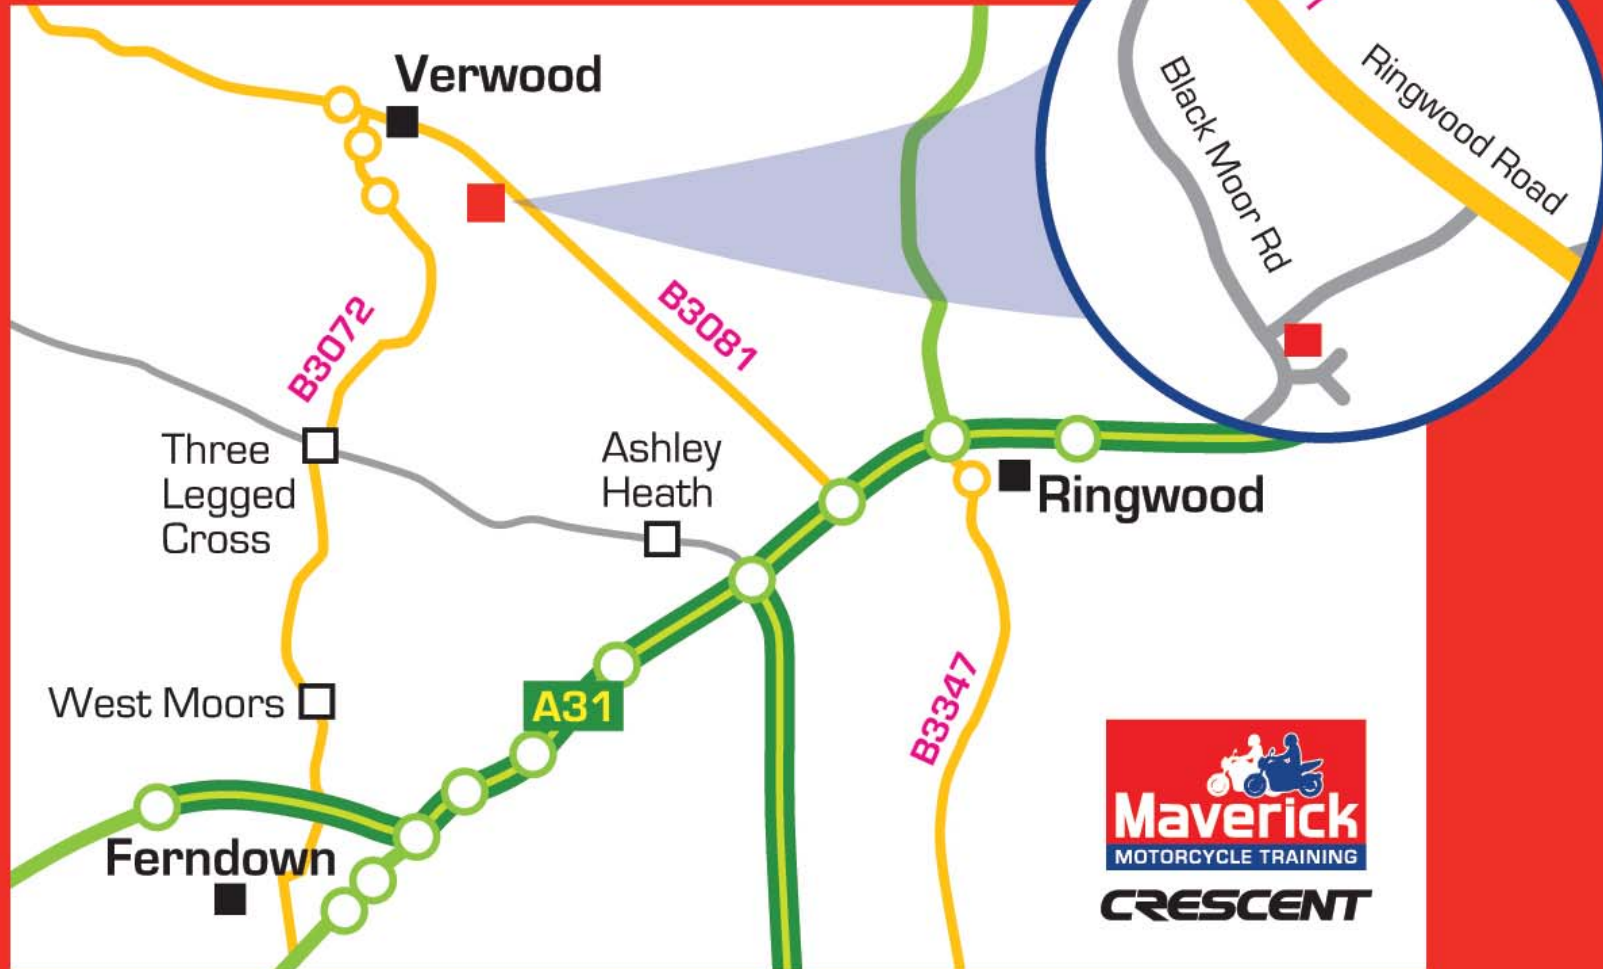 Verwood
Black Moor Rd
Ringwood Road
B3072
B3081
Three
Legged
Cross
Ashley
Heath
Ringwood
West Moors
A31
B3347
Ferndown
Maverick
MOTORCYCLE TRAINING
CRESCENT